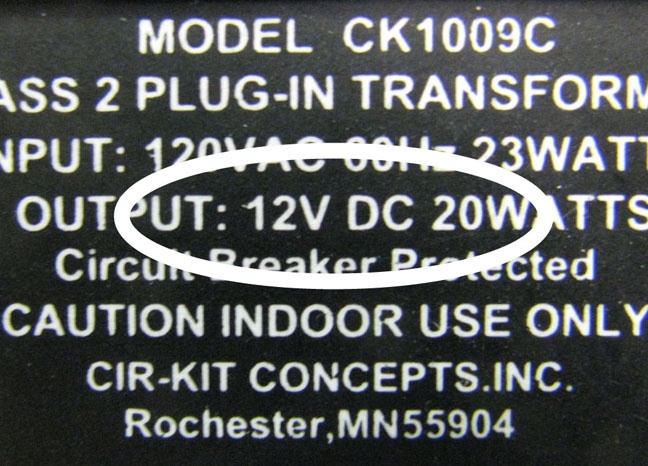 MODEL CK1009C
ASS 2 PLUG-IN TRANSFORM
NPUT: 120VAC 60Hz 23WATT
OUTPUT: 12V DC 20WATTS
Circuit Breaker Protected
CAUTION INDOOR USE ONLY
CIR-KIT CONCEPTS.INC.
Rochester,MN55904